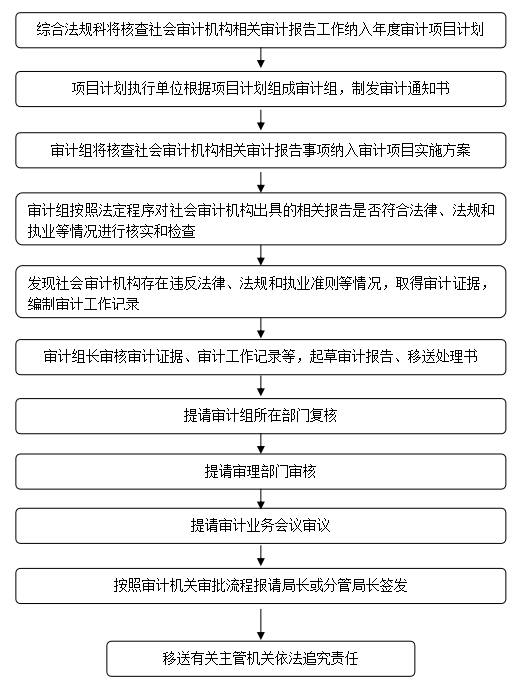 综合法规科将核查社会审计机构相关审计报告工作纳入年度审计项目计划
项目计划执行单位根据项目计划组成审计组，制发审计通知书
审计组将核查社会审计机构相关审计报告事项纳入审计项目实施方案
审计组按照法定程序对社会审计机构出具的相关报告是否符合法律、法规和
执业等情况进行核实和检查
发现社会审计机构存在违反法律、法规和执业准则等情况，取得审计证据，
编制审计工作记录
审计组长审核审计证据、审计工作记录等，起草审计报告、移送处理书
提请审计组所在部门复核
提请审理部门审核
提请审计业务会议审议
按照审计机关审批流程报请局长或分管局长签发
移送有关主管机关依法追究责任